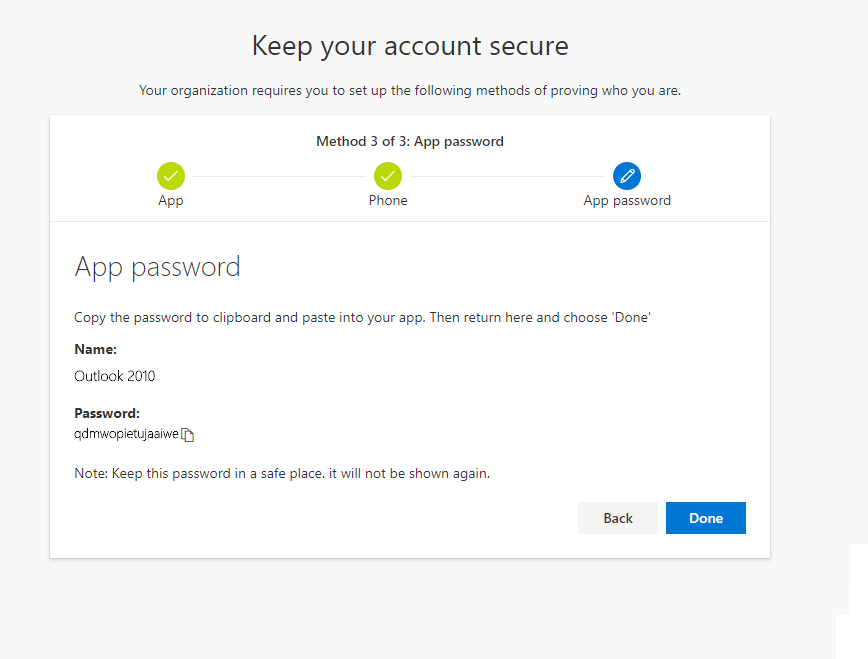 Keep your account secure
Your organization requires you to set up the following methods of proving who you are.
Method 3 of 3: App password
App
Phone
App password
App password
Copy the password to clipboard and paste into your app. Then return here and choose 'Done'
Name:
Outlook 2010
Password:
qdmwopietujaaiwe
Note: Keep this password in a safe place. it will not be shown again.
Back
Done